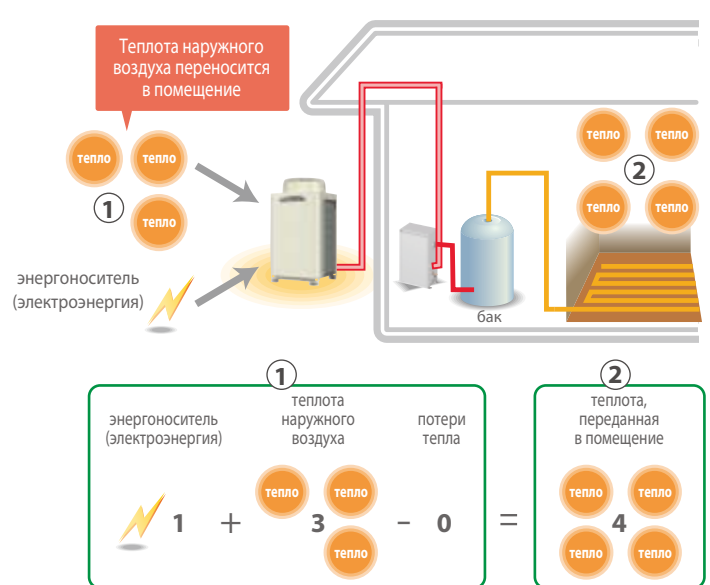 Теплота наружного
воздуха переносится
в помещение
тепло тепло
1
тепло
энергоноситель
(электроэнергия)
тепло тепло
2
тепло тепло
бак
1
энергоноситель
(электроэнергия)
теплота
наружного
воздуха
потери
тепла
1 + тепло тепло 3 тепло - 0 =
2
теплота,
переданная
в помещение
тепло тепло
4
тепло тепло